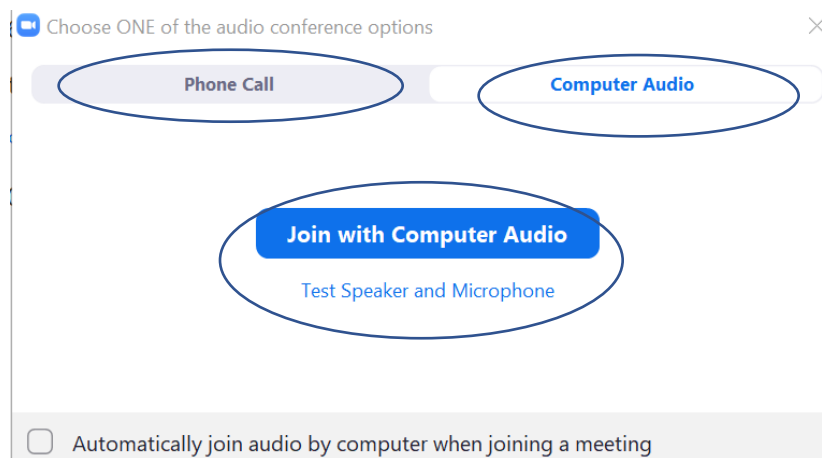 Choose ONE of the audio conference options
Phone Call Computer Audio
Join with Computer Audio
Test Speaker and Microphone
Automatically join audio by computer when joining a meeting